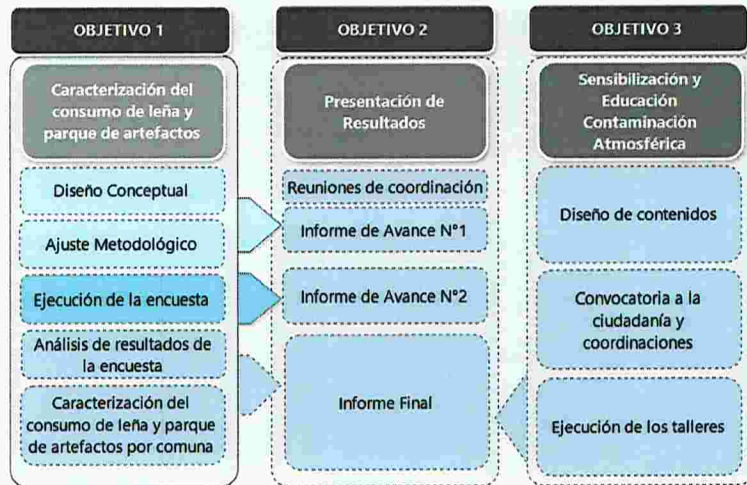 OBJETIVO 1
Caracterización del
consumo de leña y
parque de artefactos
Diseño Conceptual
Ajuste Metodológico
Ejecución de la encuesta
Análisis de resultados de
la encuesta
Caracterización del
consumo de leña y parque
de artefactos por comuna
OBJETIVO 2
Presentación de
Resultados
Reuniones de coordinación
Informe de Avance N°1
Informe de Avance N°2
Informe Final
OBJETIVO 3
Sensibilización y
Educación
Contaminación
Atmosférica
Diseño de contenidos
Convocatoria a la
ciudadanía y
coordinaciones
Ejecución de los talleres